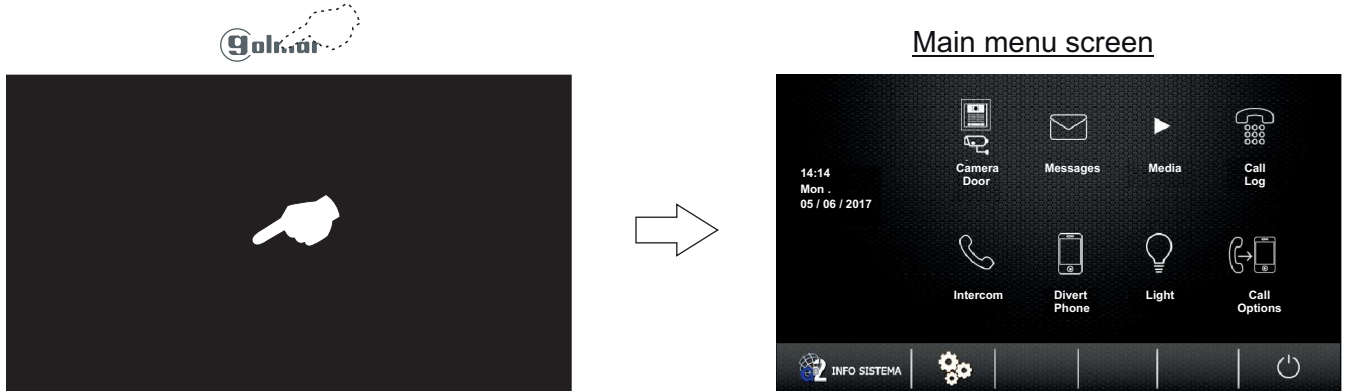 golmar
Main menu screen
14:14
Mon .
05 / 06 / 2017
Camera
Door
Messages
Media
Call
Log
Intercom
Divert
Phone
Light
Call
Options
INFO SISTEMA